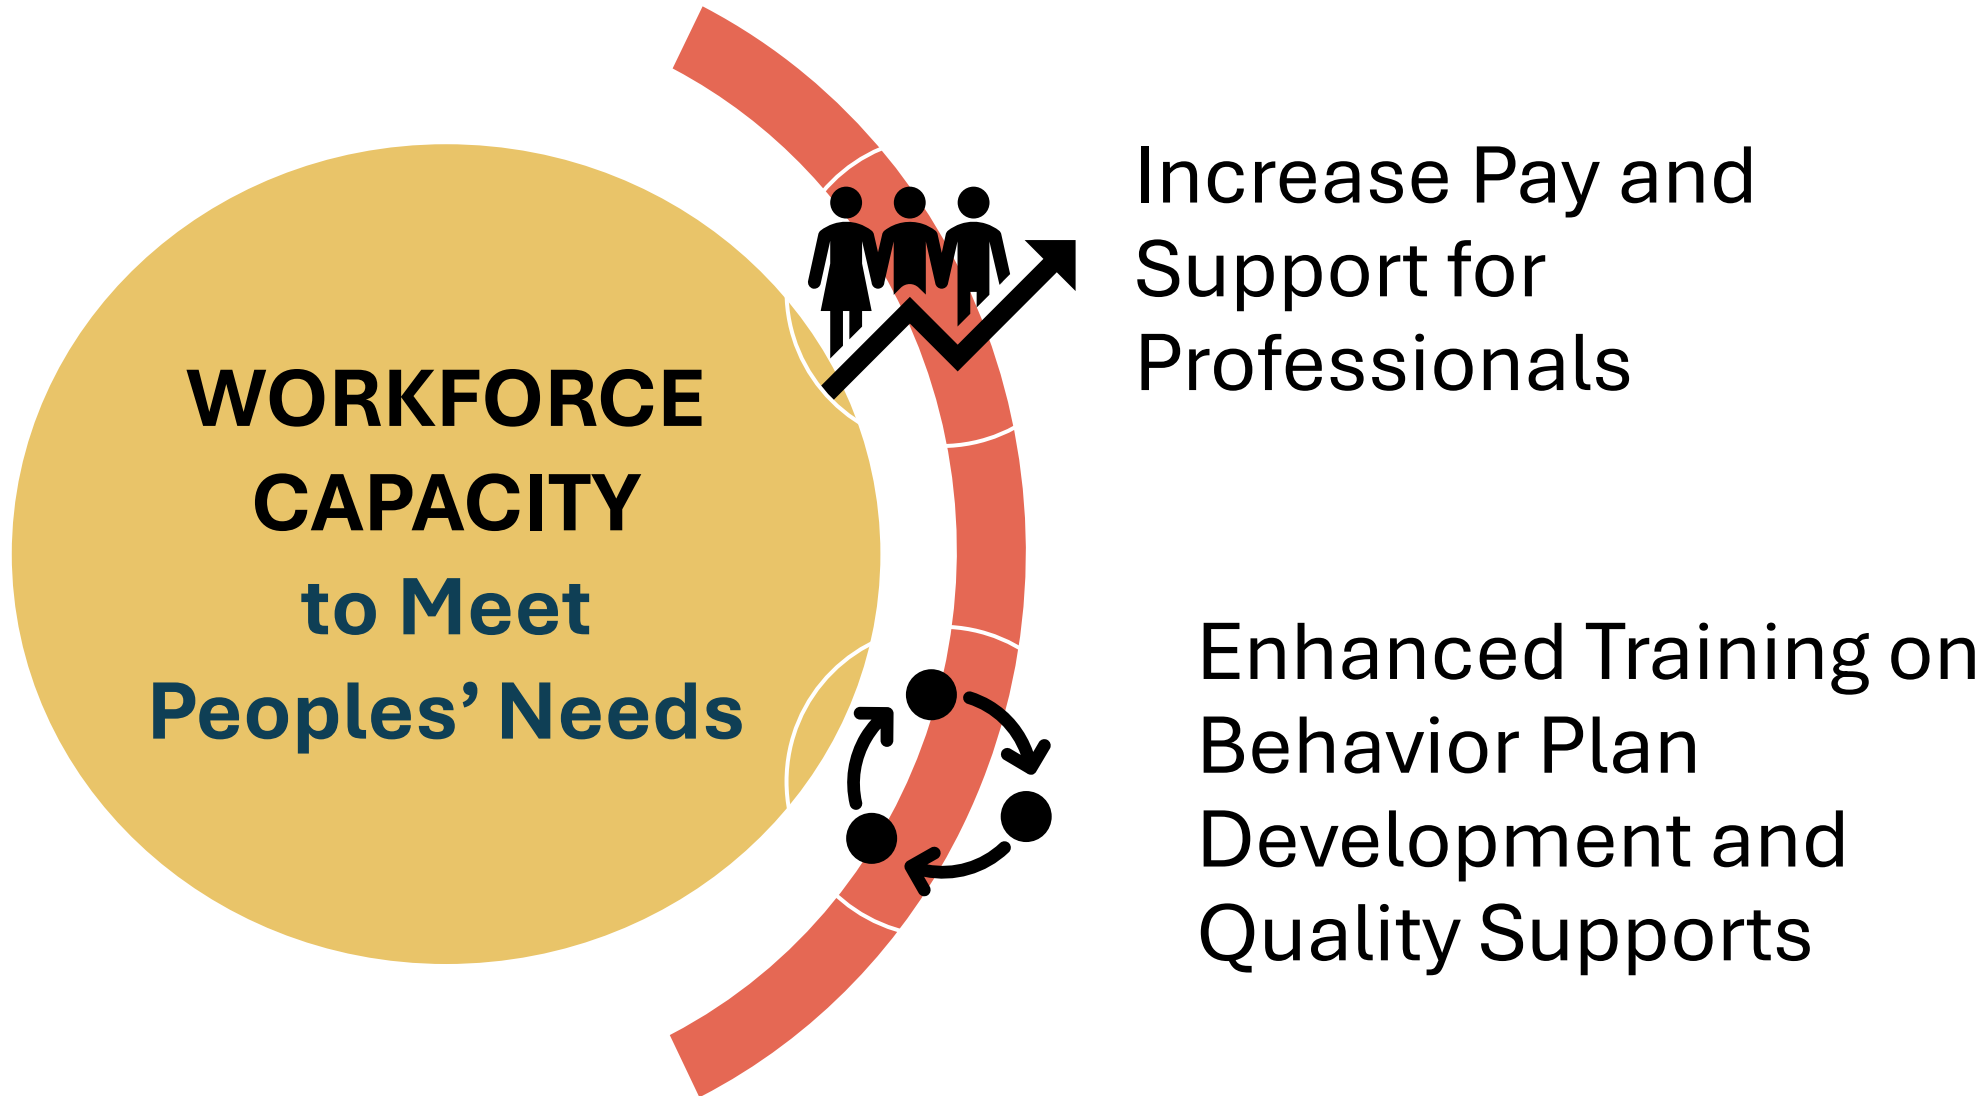 WORKFORCE
CAPACITY
to Meet
Peoples’ Needs
Increase Pay and
Support for
Professionals
Enhanced Training on
Behavior Plan
Development and
Quality Supports